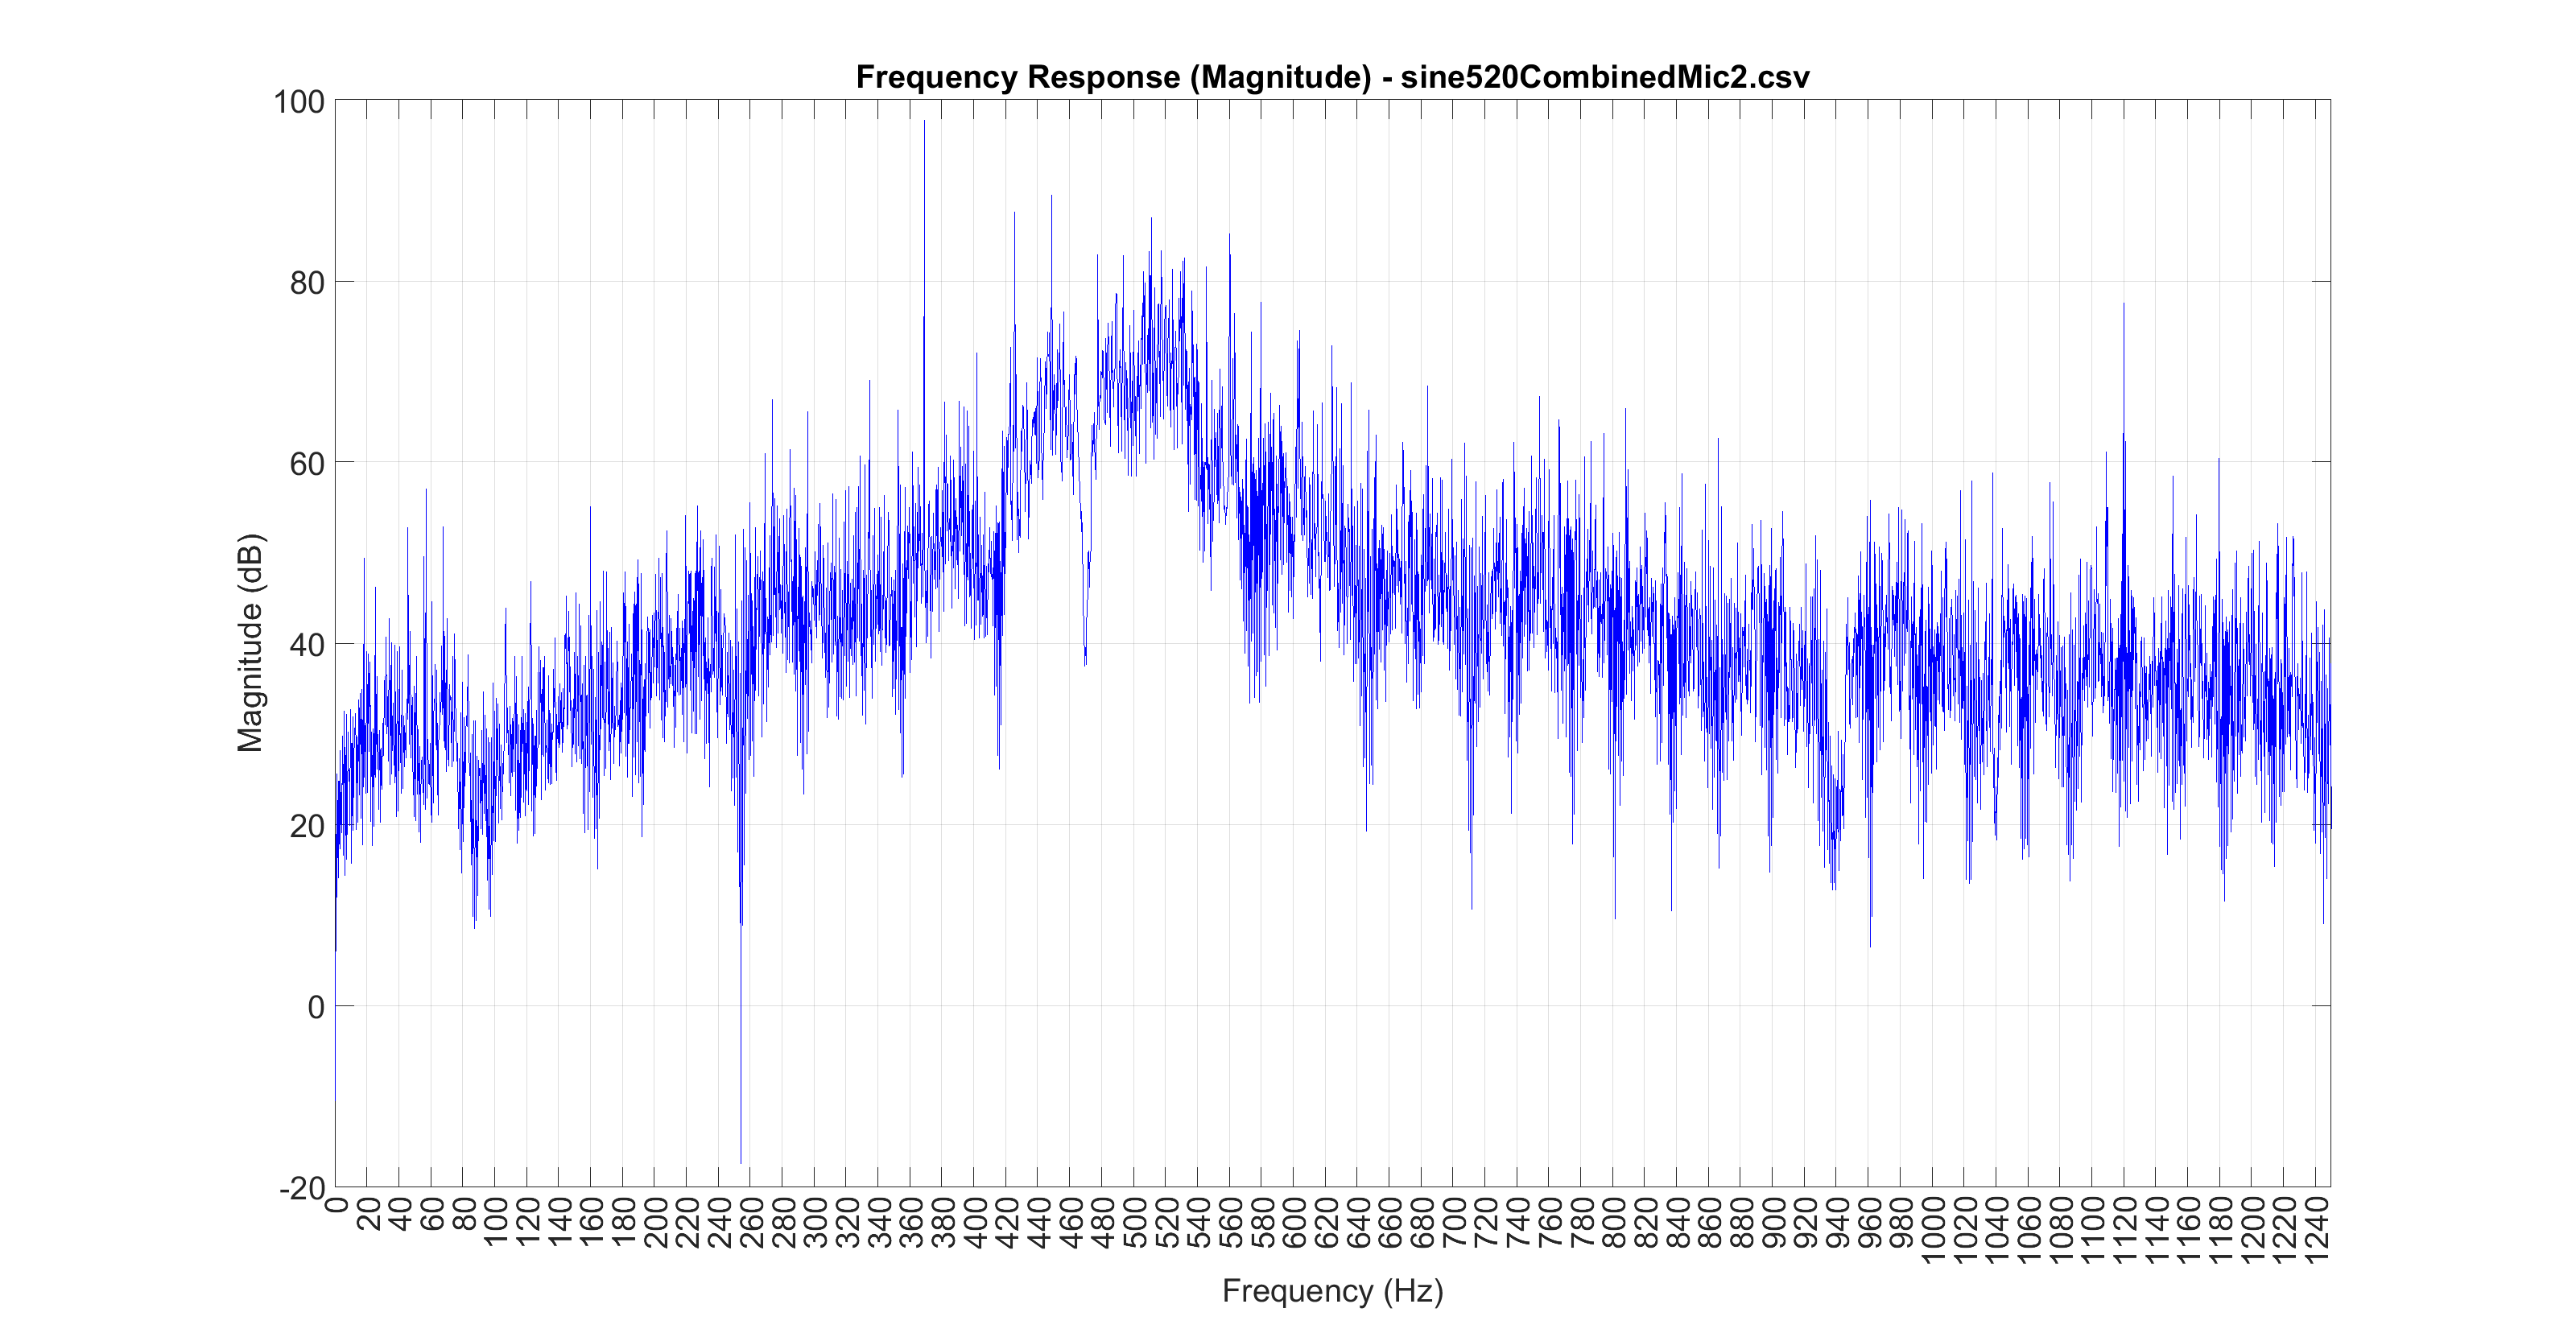 Frequency Response (Magnitude) - sine520CombinedMic2.csv
100
80
60
40
20
0
-20
Magnitude (dB)
0 20 40 60 80 100 120 140 160 180 200 220 240 260 280 300 320 340 360 380 400 420 440 460 480 500 520 540 560 580 600 620 640 660 680 700 720 740 760 780 800 820 840 860 880 900 920 940 960 980 1000 1020 1040 1060 1080 1100 1120 1140 1160 1180 1200 1220 1240
Frequency (Hz)